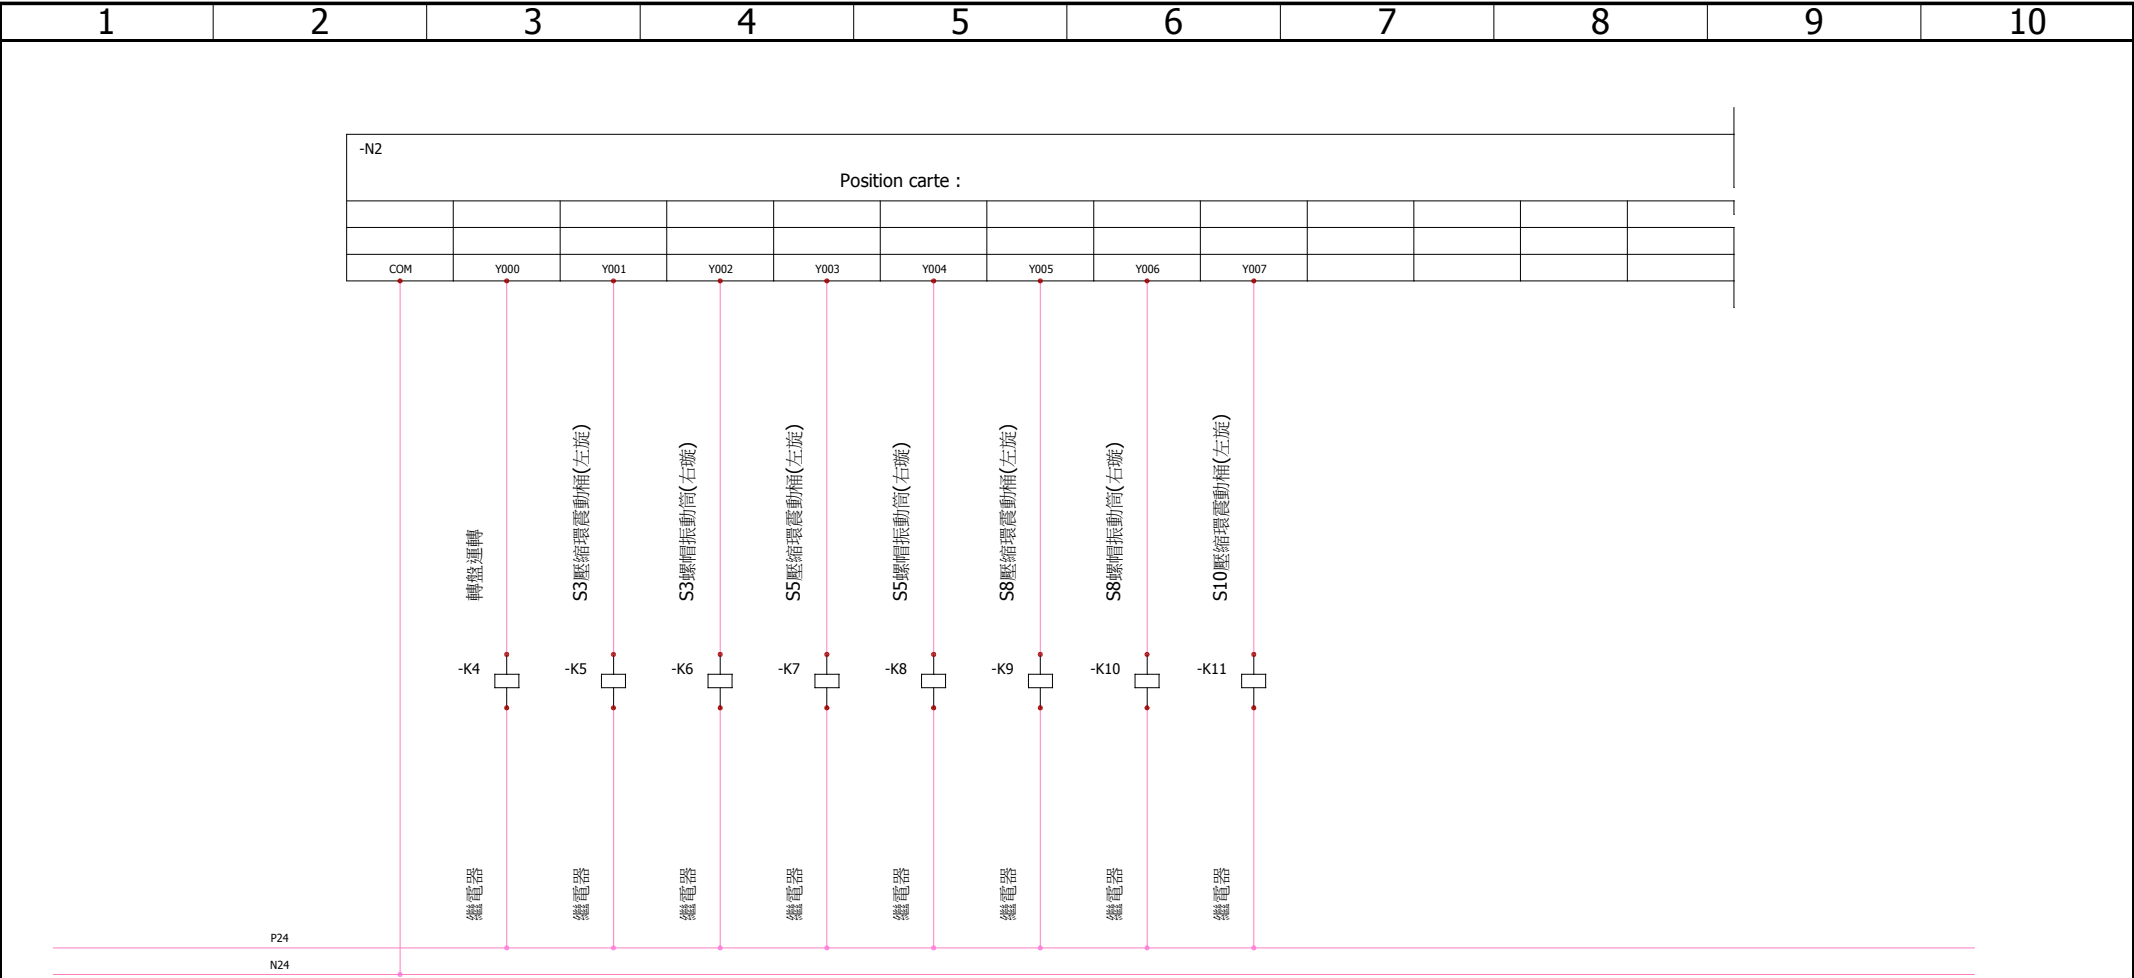 1 2 3 4 5 6 7 8 9 10
-N2
Position carte :
COM Y000 Y001 Y002 Y003 Y004 Y005 Y006 Y007
轉盤運轉
S3壓縮環震動桶(左旋)
S3螺帽振動筒(右璇)
S5壓縮環震動桶(左旋)
S5螺帽振動筒(右璇)
S8壓縮環震動桶(左旋)
S8螺帽振動筒(右璇)
S10壓縮環震動桶(左旋)
-K4 -K5 -K6 -K7 -K8 -K9 -K10 -K11
繼電器 繼電器 繼電器 繼電器 繼電器 繼電器 繼電器 繼電器
P24
N24